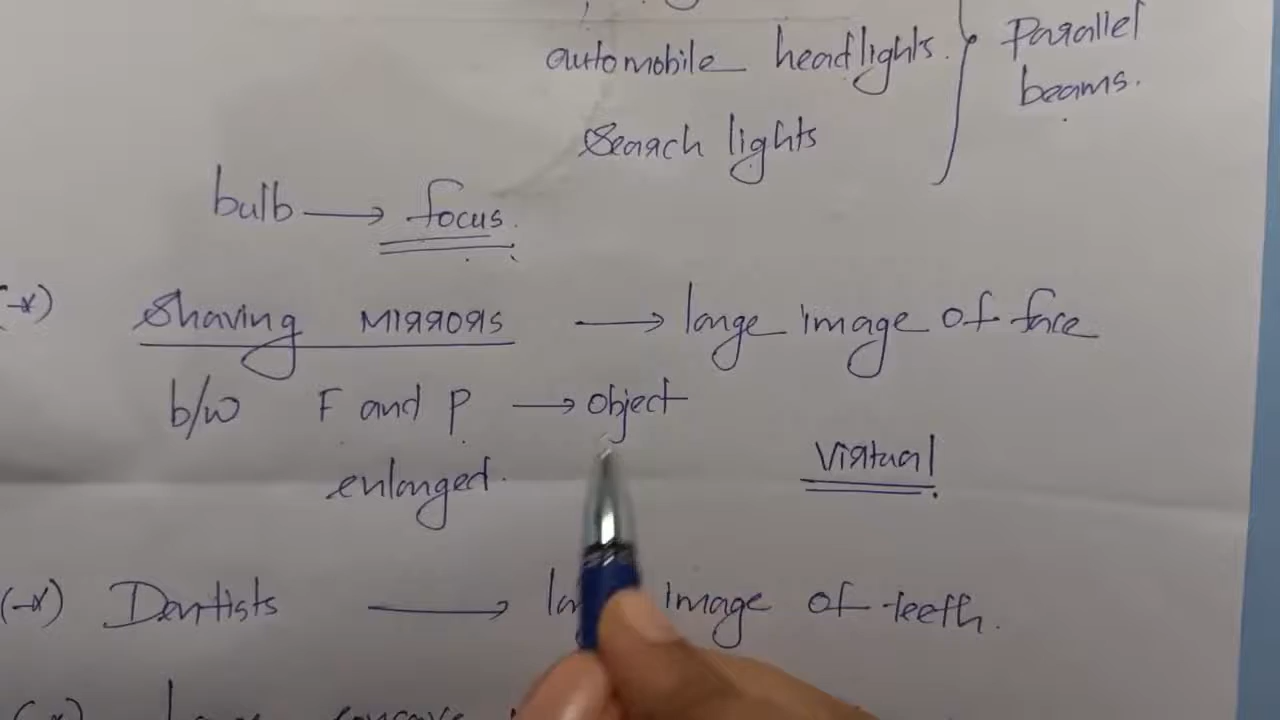 automobile headlights. Parallel
beams.
Search lights
bulb → focus.
(→x) Shaving Mirrors → large image of face
b/w F and P → object
enlarged. Virtual
(→x) Dentists → image of teeth.
concave